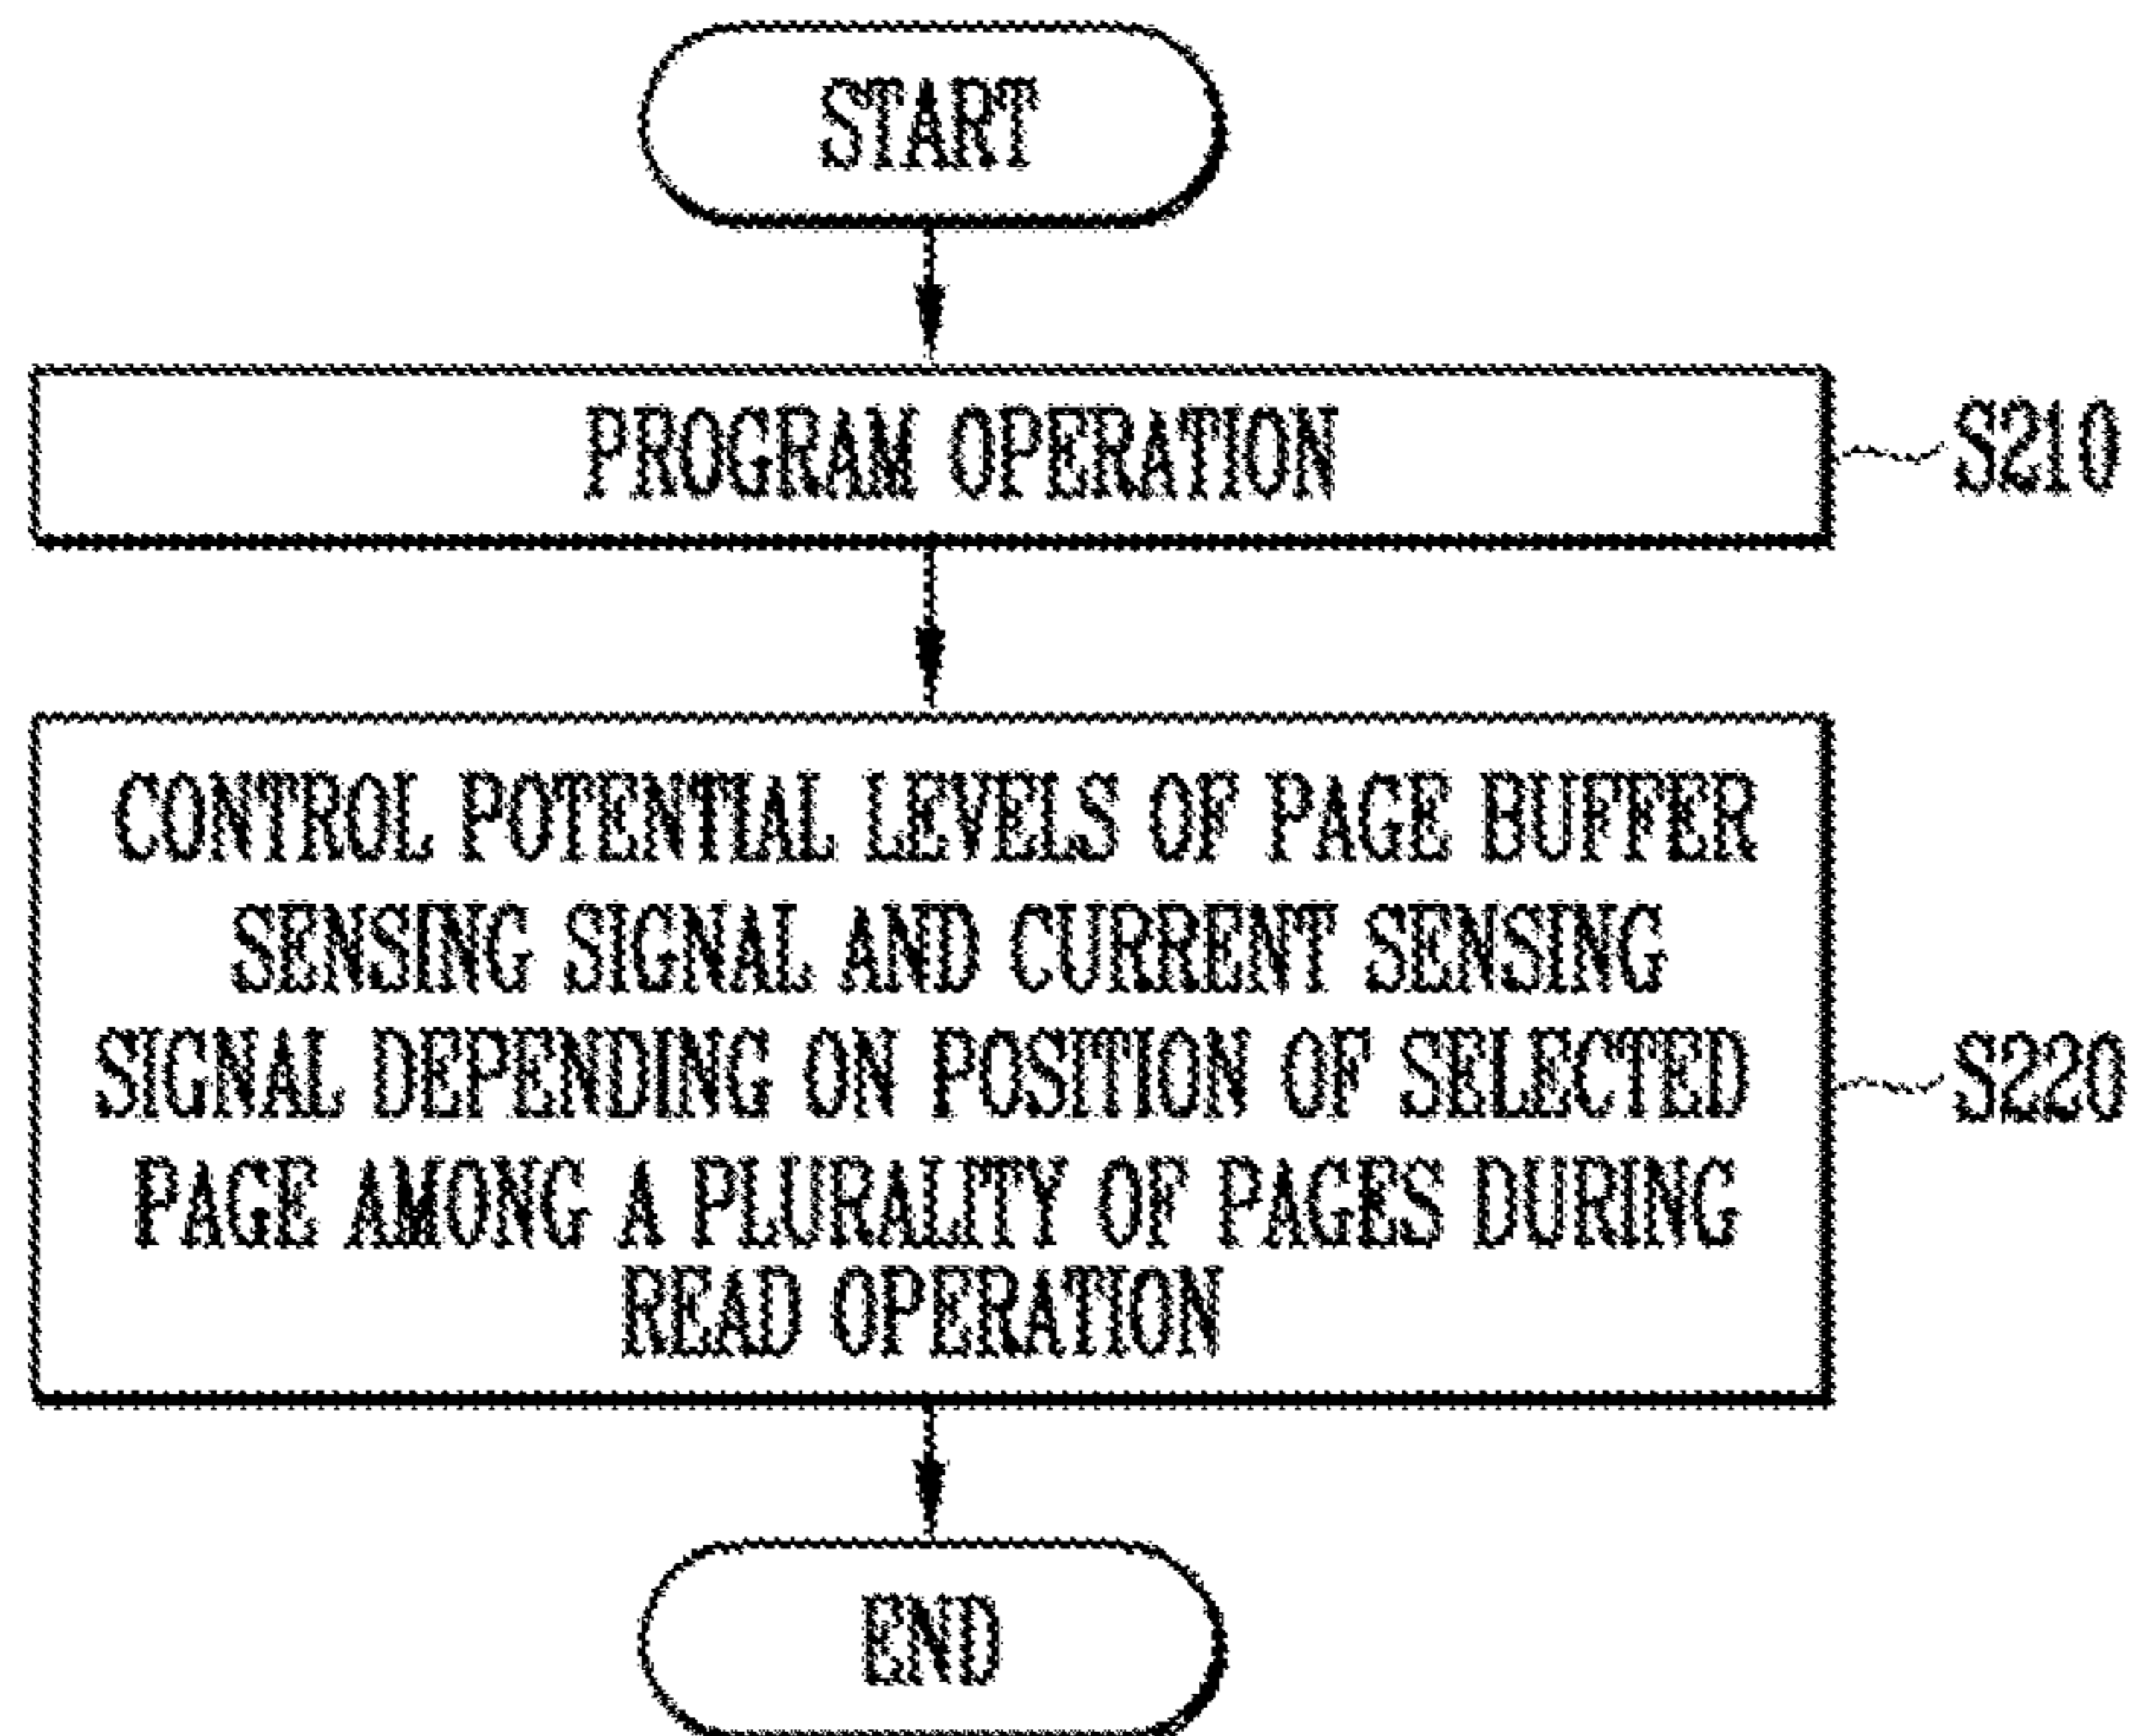 START
PROGRAM OPERATION
S210
CONTROL POTENTIAL LEVELS OF PAGE BUFFER
SENSING SIGNAL AND CURRENT SENSING
SIGNAL DEPENDING ON POSITION OF SELECTED
PAGE AMONG A PLURALITY OF PAGES DURING
READ OPERATION
S220
END